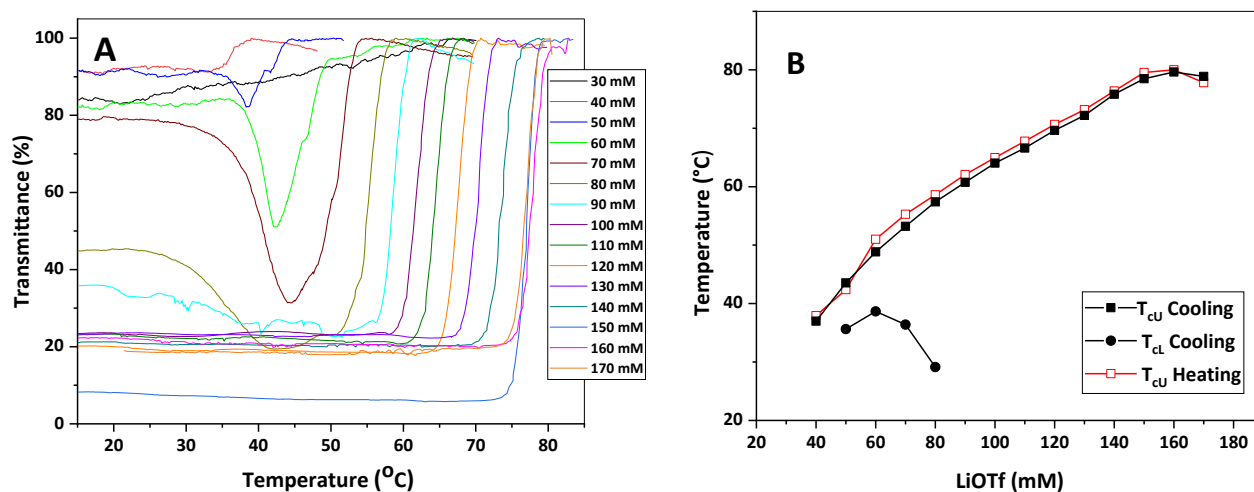 A
100
80
60
40
20
0
Transmittance (%)
20
30
40
50
60
70
80
Temperature (⁰C)
30 mM
40 mM
50 mM
60 mM
70 mM
80 mM
90 mM
100 mM
110 mM
120 mM
130 mM
140 mM
150 mM
160 mM
170 mM
B
100
80
60
40
20
Temperature (°C)
20
40
60
80
100
120
140
160
180
LiOTf (mM)
TcU Cooling
TcL Cooling
TcU Heating